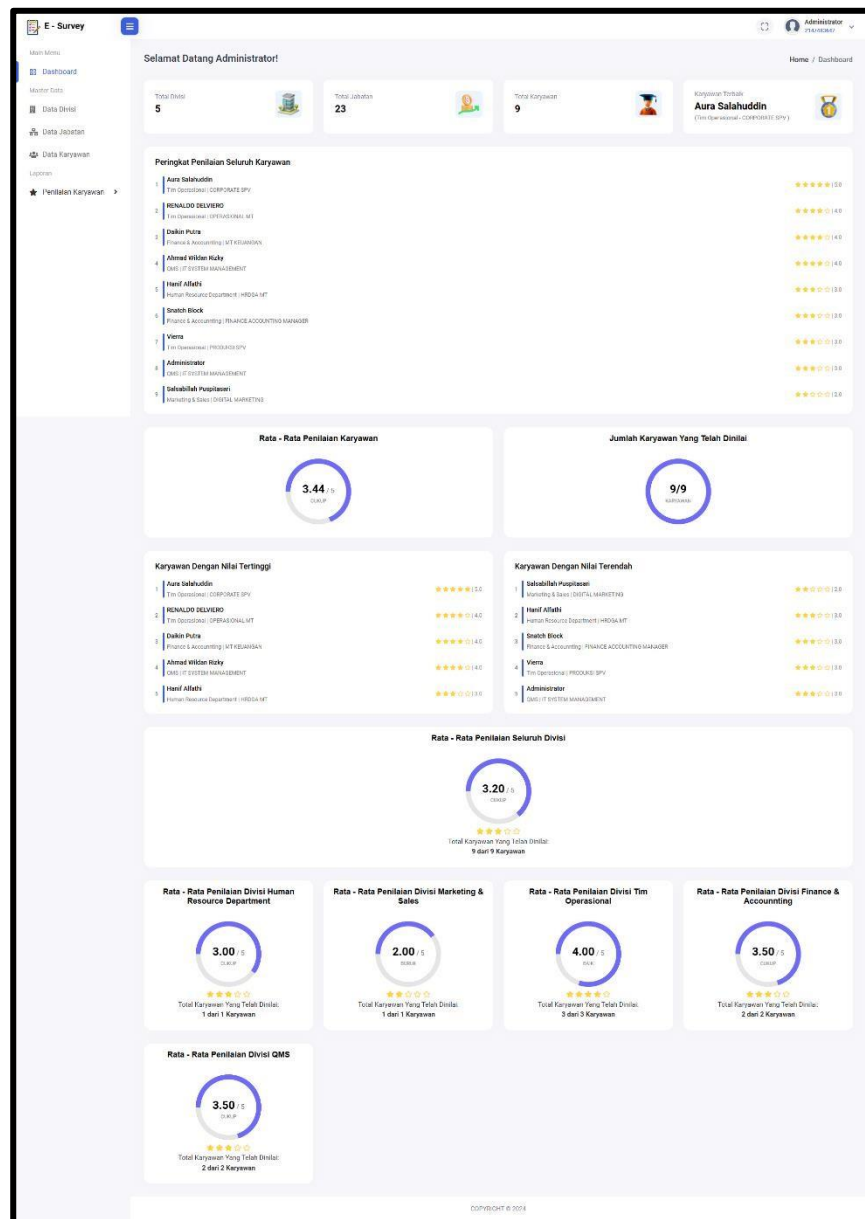 E - Survey
Administrator
Main Menu
Dashboard
Master Data
Data Divisi
Data Jabatan
Data Karyawan
Laporan
Penilaian Karyawan
Selamat Datang Administrator!
Home / Dashboard
Total Divisi
5
Total Jabatan
23
Total Karyawan
9
Karyawan Terbaik
Aura Salahuddin
(Tim Operasional - CORPORATE SPV)
Peringkat Penilaian Seluruh Karyawan
1 Aura Salahuddin
Tim Operasional | CORPORATE SPV
| 5.0
2 RENALDO DELVIERO
Tim Operasional | OPERASIONAL MT
| 4.0
3 Daikin Putra
Finance & Accounnting | MT KEUANGAN
| 4.0
4 Ahmad Wildan Rizky
QMS | IT SYSTEM MANAGEMENT
| 4.0
5 Hanif Alfathi
Human Resource Department | HRDGA MT
| 3.0
6 Snatch Block
Finance & Accounnting | FINANCE ACCOUNTING MANAGER
| 3.0
7 Vierra
Tim Operasional | PRODUKSI SPV
| 3.0
8 Administrator
QMS | IT SYSTEM MANAGEMENT
| 3.0
9 Salsabillah Puspitasari
Marketing & Sales | DIGITAL MARKETING
| 2.0
Rata - Rata Penilaian Karyawan
3.44 / 5
CUKUP
Jumlah Karyawan Yang Telah Dinilai
9/9
KARYAWAN
Karyawan Dengan Nilai Tertinggi
1 Aura Salahuddin
Tim Operasional | CORPORATE SPV
| 5.0
2 RENALDO DELVIERO
Tim Operasional | OPERASIONAL MT
| 4.0
3 Daikin Putra
Finance & Accounnting | MT KEUANGAN
| 4.0
4 Ahmad Wildan Rizky
QMS | IT SYSTEM MANAGEMENT
| 4.0
5 Hanif Alfathi
Human Resource Department | HRDGA MT
| 3.0
Karyawan Dengan Nilai Terendah
1 Salsabillah Puspitasari
Marketing & Sales | DIGITAL MARKETING
| 2.0
2 Hanif Alfathi
Human Resource Department | HRDGA MT
| 3.0
3 Snatch Block
Finance & Accounnting | FINANCE ACCOUNTING MANAGER
| 3.0
4 Vierra
Tim Operasional | PRODUKSI SPV
| 3.0
5 Administrator
QMS | IT SYSTEM MANAGEMENT
| 3.0
Rata - Rata Penilaian Seluruh Divisi
3.20 / 5
CUKUP
Total Karyawan Yang Telah Dinilai:
9 dari 9 Karyawan
Rata - Rata Penilaian Divisi Human
Resource Department
3.00 / 5
CUKUP
Total Karyawan Yang Telah Dinilai:
1 dari 1 Karyawan
Rata - Rata Penilaian Divisi Marketing &
Sales
2.00 / 5
BURUK
Total Karyawan Yang Telah Dinilai:
1 dari 1 Karyawan
Rata - Rata Penilaian Divisi Tim
Operasional
4.00 / 5
BAIK
Total Karyawan Yang Telah Dinilai:
3 dari 3 Karyawan
Rata - Rata Penilaian Divisi Finance &
Accounnting
3.50 / 5
CUKUP
Total Karyawan Yang Telah Dinilai:
2 dari 2 Karyawan
Rata - Rata Penilaian Divisi QMS
3.50 / 5
CUKUP
Total Karyawan Yang Telah Dinilai:
2 dari 2 Karyawan
COPYRIGHT © 2024